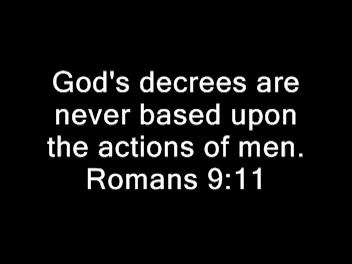 God's decrees are
never based upon
the actions of men.
Romans 9:11